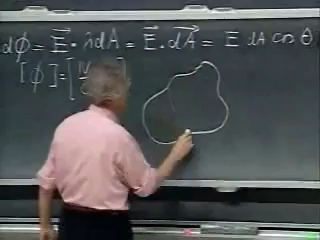 dΦ = E⃗ · n̂ dA = E⃗ · dA⃗ = E dA cos θ
[Φ] = [